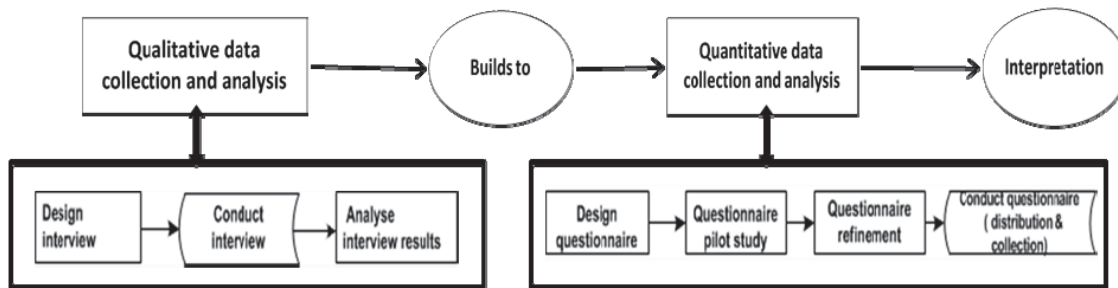 Qualitative data
collection and analysis
Builds to
Quantitative data
collection and analysis
Interpretation
Design
interview
Conduct
interview
Analyse
interview results
Design
questionnaire
Questionnaire
pilot study
Questionnaire
refinement
Conduct questionnaire
( distribution &
collection)